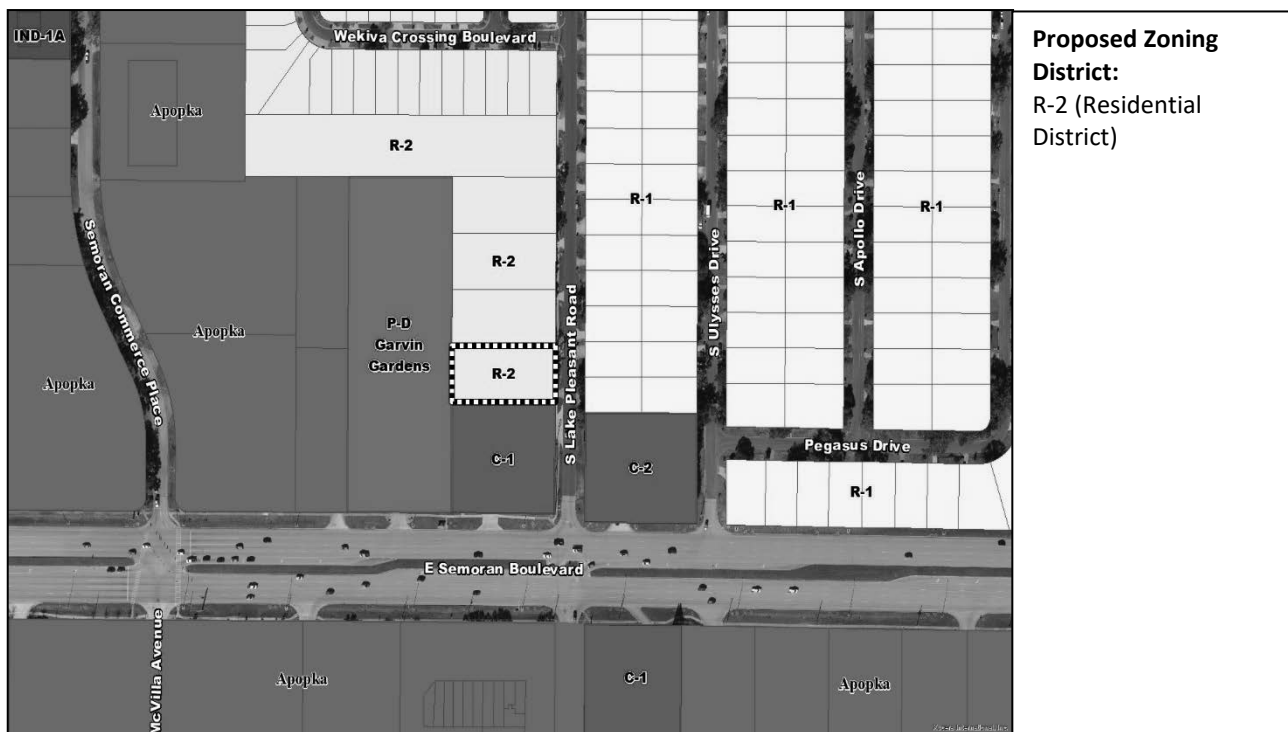 IND-1A
Wekiva Crossing Boulevard
Apopka
R-2
R-1
R-1
R-1
S Apollo Drive
S Ulysses Drive
S Lake Pleasant Road
Semoran Commerce Place
R-2
Apopka
P-D
Garvin
Gardens
Apopka
R-2
C-1
C-2
Pegasus Drive
R-1
E Semoran Boulevard
McVilla Avenue
Apopka
C-1
Apopka
Proposed Zoning
District:
R-2 (Residential
District)